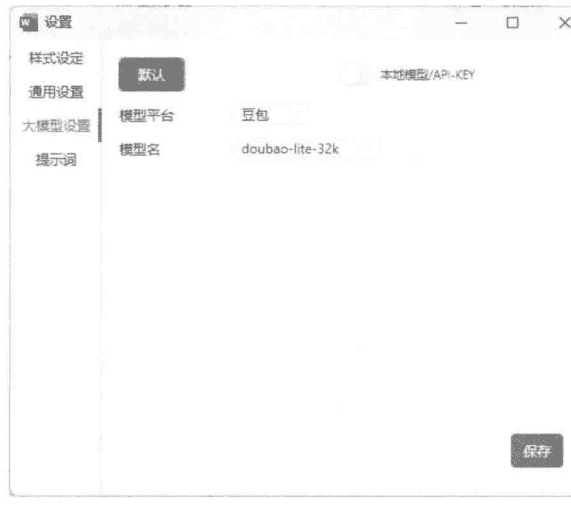 设置
样式设定
通用设置
大模型设置
提示词
默认
本地模型/API-KEY
模型平台 豆包
模型名 doubao-lite-32k
保存